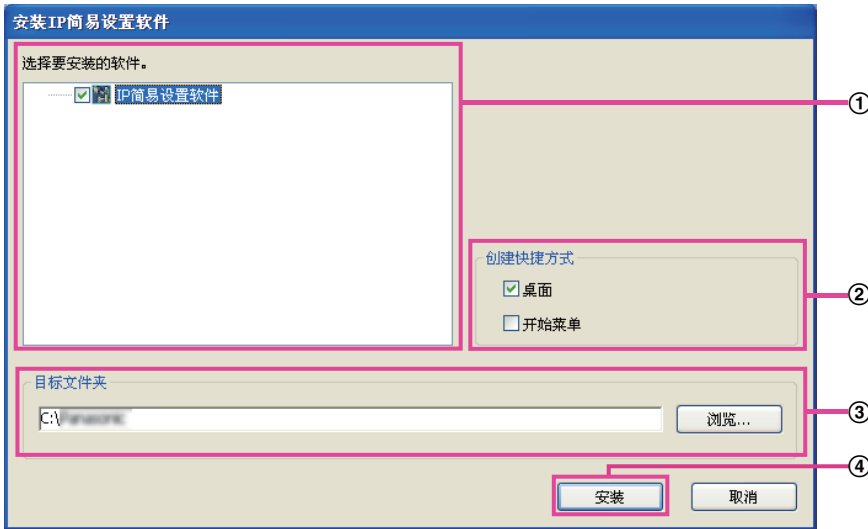 安装IP简易设置软件
选择要安装的软件。
IP简易设置软件
①
创建快捷方式
桌面
②
开始菜单
目标文件夹
C:\
浏览...
③
④
安装
取消